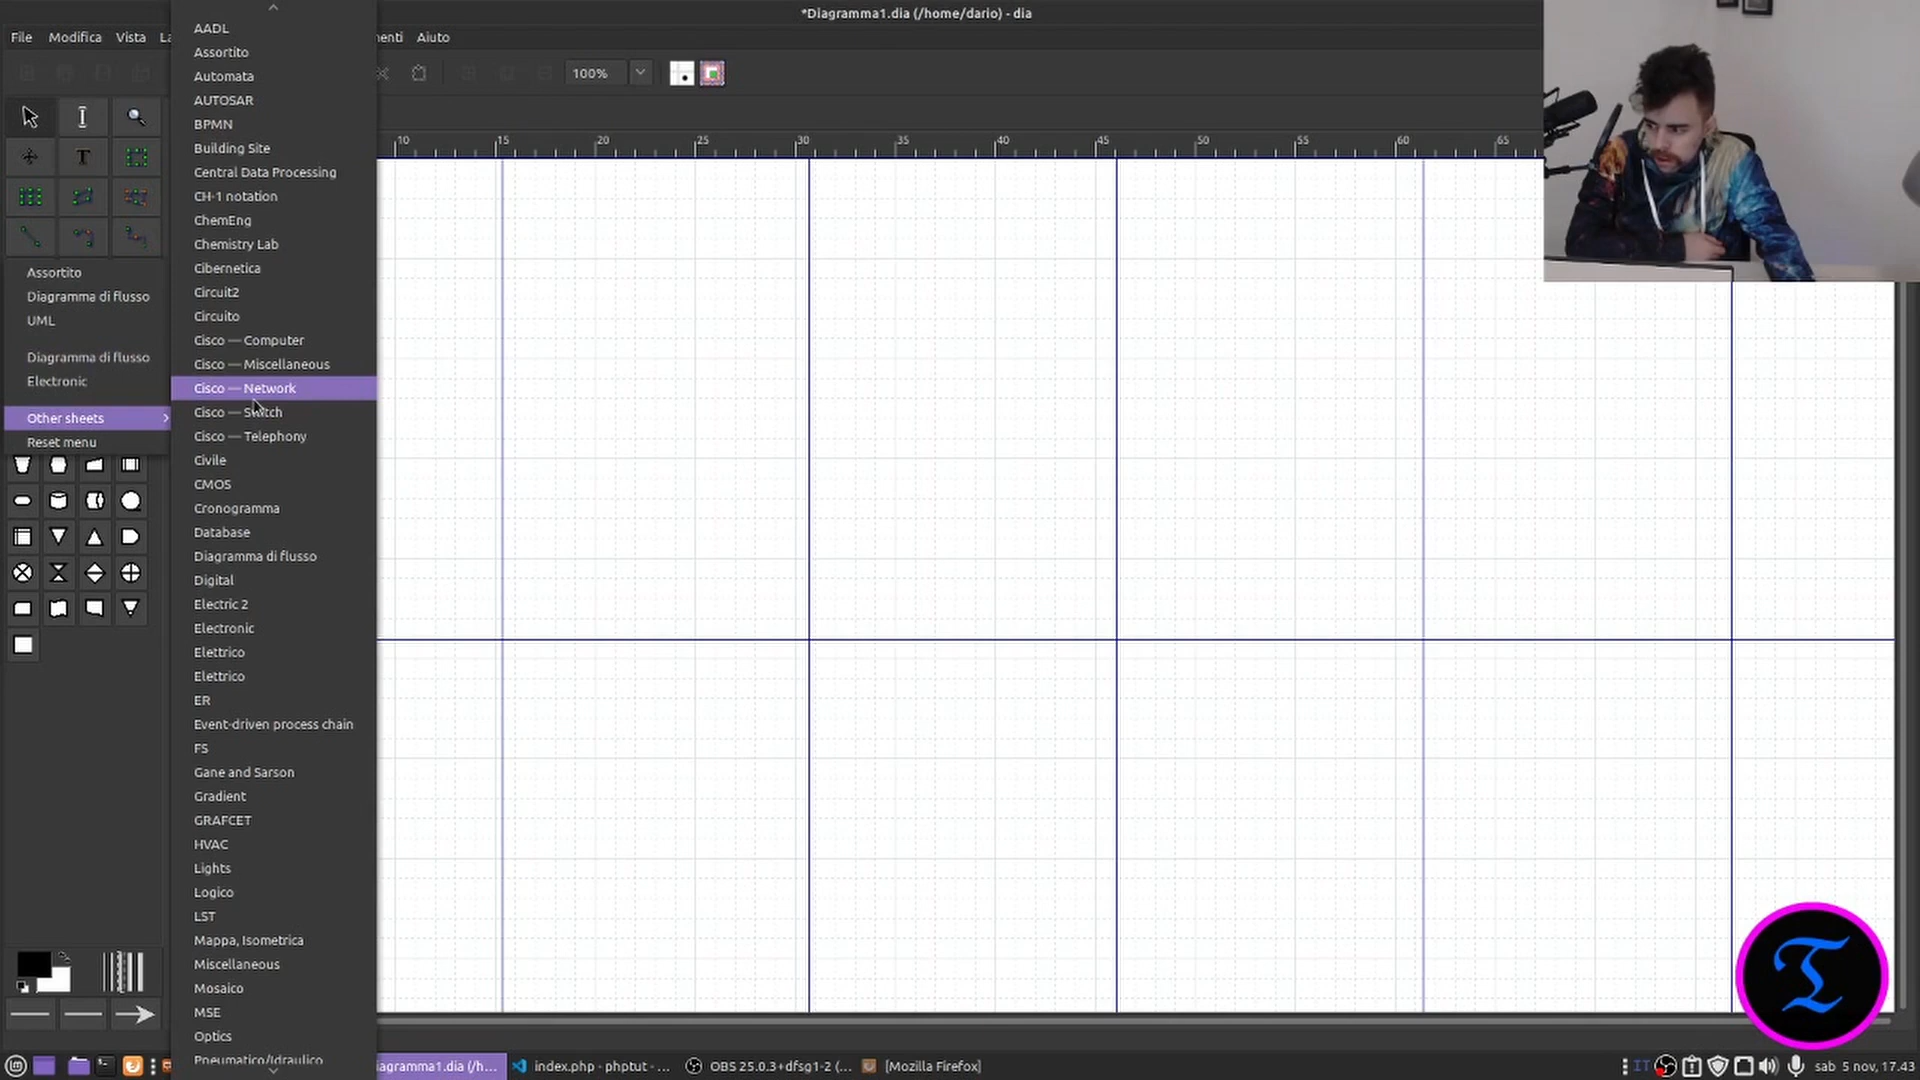 *Diagramma1.dia (/home/dario) - dia
File Modifica Vista La
enti Aiuto
100%
10 15 20 25 30 35 40 45 50 55 60 65
Assortito
Diagramma di flusso
UML
Diagramma di flusso
Electronic
Other sheets
Reset menu
AADL
Assortito
Automata
AUTOSAR
BPMN
Building Site
Central Data Processing
CH-1 notation
ChemEng
Chemistry Lab
Cibernetica
Circuit2
Circuito
Cisco — Computer
Cisco — Miscellaneous
Cisco — Network
Cisco — Switch
Cisco — Telephony
Civile
CMOS
Cronogramma
Database
Diagramma di flusso
Digital
Electric 2
Electronic
Elettrico
Elettrico
ER
Event-driven process chain
FS
Gane and Sarson
Gradient
GRAFCET
HVAC
Lights
Logico
LST
Mappa, Isometrica
Miscellaneous
Mosaico
MSE
Optics
Pneumatico/Idraulico
iagramma1.dia (/h...
index.php - phptut - ...
OBS 25.0.3+dfsg1-2 (...
[Mozilla Firefox]
IT
sab 5 nov, 17.43